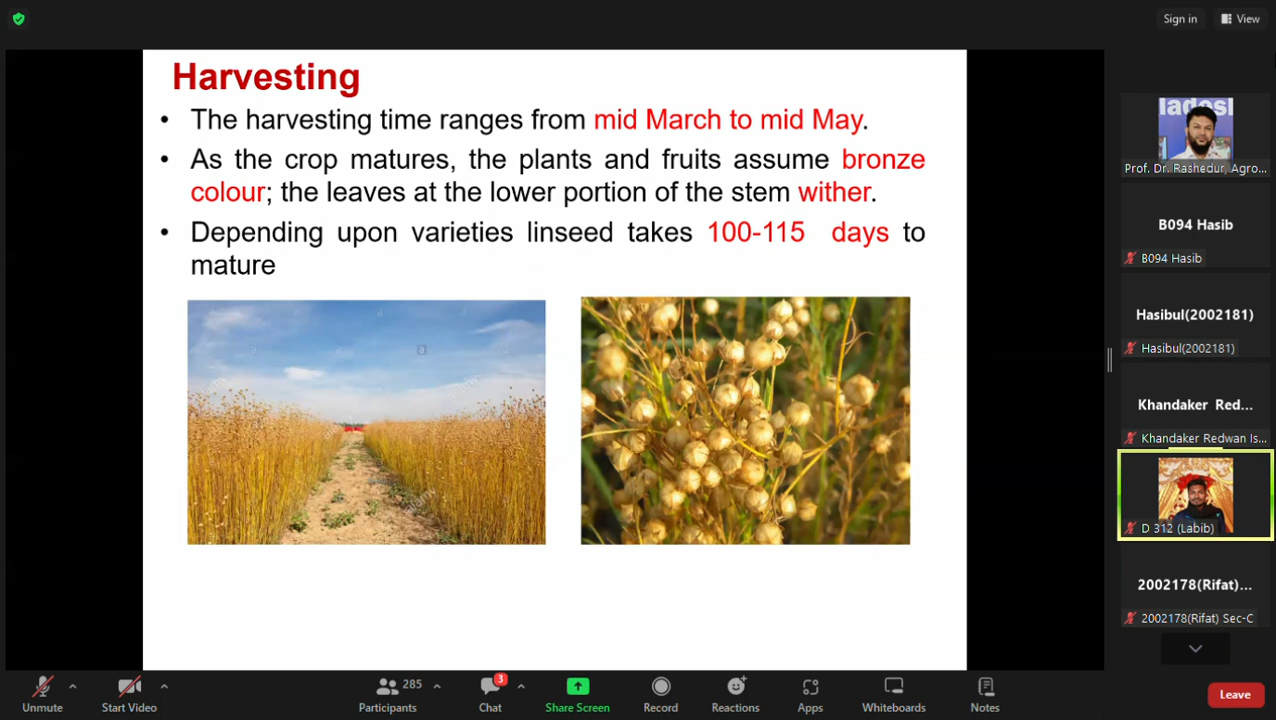 Sign in
View
Harvesting
• The harvesting time ranges from mid March to mid May.
• As the crop matures, the plants and fruits assume bronze
colour; the leaves at the lower portion of the stem wither.
• Depending upon varieties linseed takes 100-115 days to
mature
a
ladesl
Prof. Dr. Rashedur, Agro...
B094 Hasib
B094 Hasib
Hasibul(2002181)
Hasibul(2002181)
Khandaker Red...
Khandaker Redwan Is...
D 312 (Labib)
2002178(Rifat)...
2002178(Rifat) Sec-C
Unmute
Start Video
285
Participants
3
Chat
Share Screen
Record
Reactions
Apps
Whiteboards
Notes
Leave